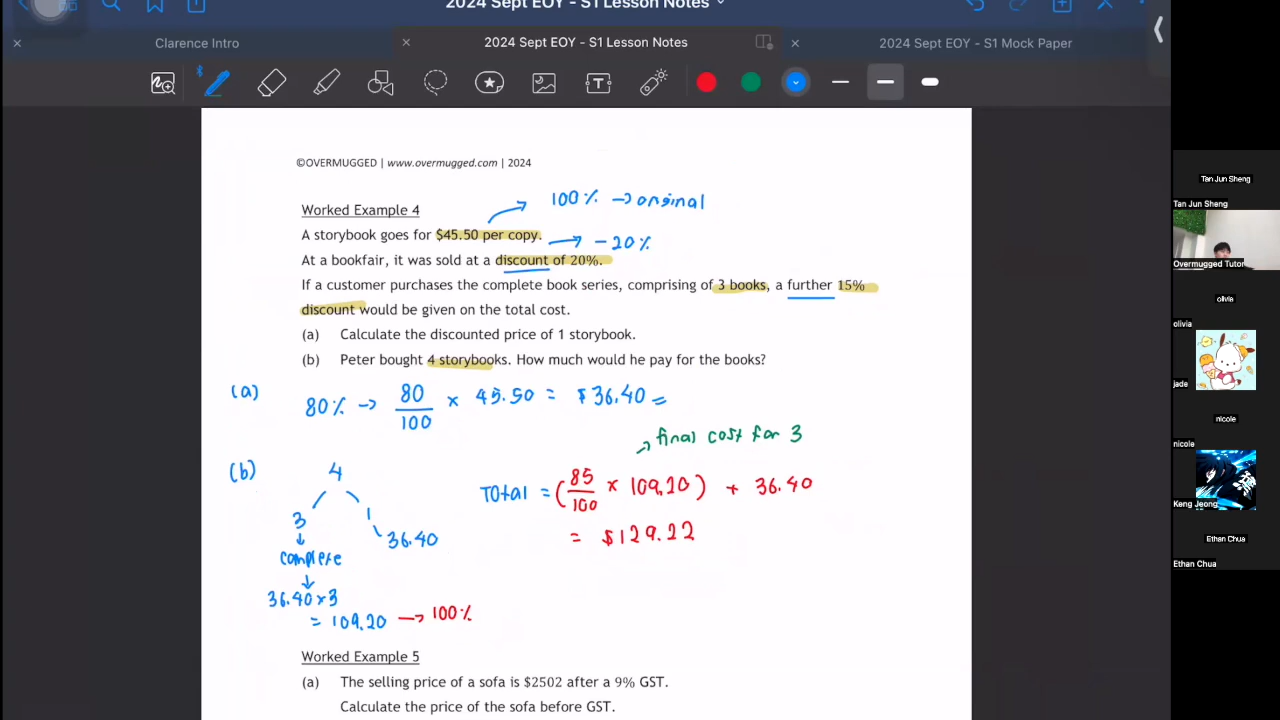 2024 Sept EOY - S1 Lesson Notes
Clarence Intro
2024 Sept EOY - S1 Lesson Notes
2024 Sept EOY - S1 Mock Paper
©OVERMUGGED | www.overmugged.com | 2024
100% → original
Worked Example 4
A storybook goes for $45.50 per copy.
→ -20%
At a bookfair, it was sold at a discount of 20%.
If a customer purchases the complete book series, comprising of 3 books, a further 15%
discount would be given on the total cost.
(a) Calculate the discounted price of 1 storybook.
(b) Peter bought 4 storybooks. How much would he pay for the books?
(a) 80% → 80/100 × 45.50 = $36.40
→ final cost for 3
(b) 4
Total = (85/100 × 109.20) + 36.40
= $129.22
3 1
36.40
complete
36.40 × 3
= 109.20 → 100%
Worked Example 5
(a) The selling price of a sofa is $2502 after a 9% GST.
Calculate the price of the sofa before GST.
Tan Jun Sheng
Tan Jun Sheng
Overmugged Tutor
olivia
olivia
jade
nicole
nicole
Keng Jeong
Ethan Chua
Ethan Chua